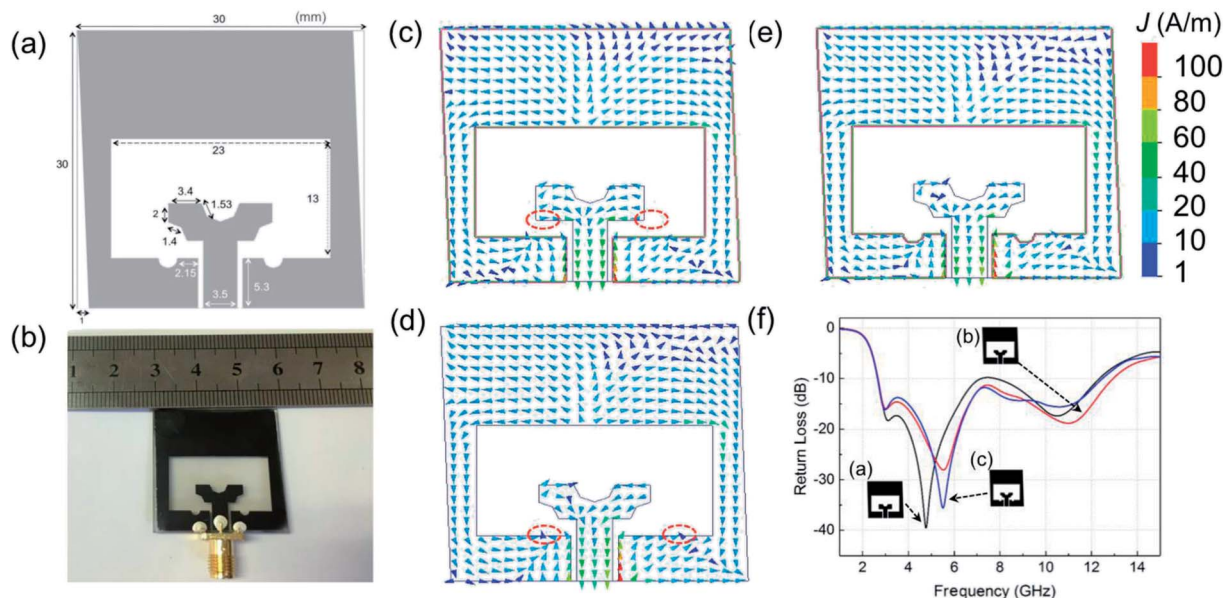 (a)
30
(mm)
30
23
13
3.4
1.53
2
1.4
2.15
3.5
5.3
1
(b)
1 2 3 4 5 6 7 8
(c)
(d)
(e)
J (A/m)
100
80
60
40
20
10
1
(f)
0
-10
-20
-30
-40
Return Loss (dB)
(b)
(a)
(c)
0 2 4 6 8 10 12 14
Frequency (GHz)